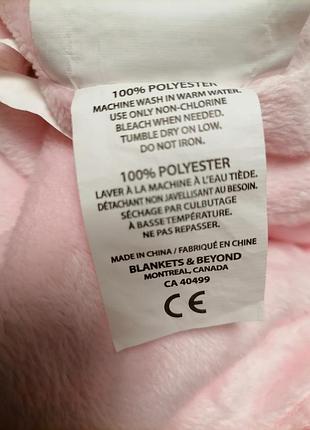 100% POLYESTER
MACHINE WASH IN WARM WATER.
USE ONLY NON-CHLORINE
BLEACH WHEN NEEDED.
TUMBLE DRY ON LOW.
DO NOT IRON.
100% POLYESTER
LAVER À LA MACHINE À L'EAU TIÈDE.
DÉTACHANT NON JAVELLISANT AU BESOIN.
SÉCHAGE PAR CULBUTAGE
À BASSE TEMPÉRATURE.
NE PAS REPASSER.
MADE IN CHINA / FABRIQUÉ EN CHINE
BLANKETS & BEYOND
MONTREAL, CANADA
CA 40499
CE